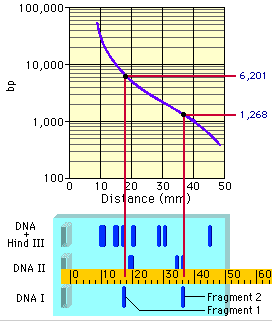 100,000
10,000
bp
6,201
1,268
1,000
100
0 10 20 30 40 50
Distance (mm)
DNA
+
Hind III
DNA II
0 10 20 30 40 50 60
DNA I
Fragment 2
Fragment 1